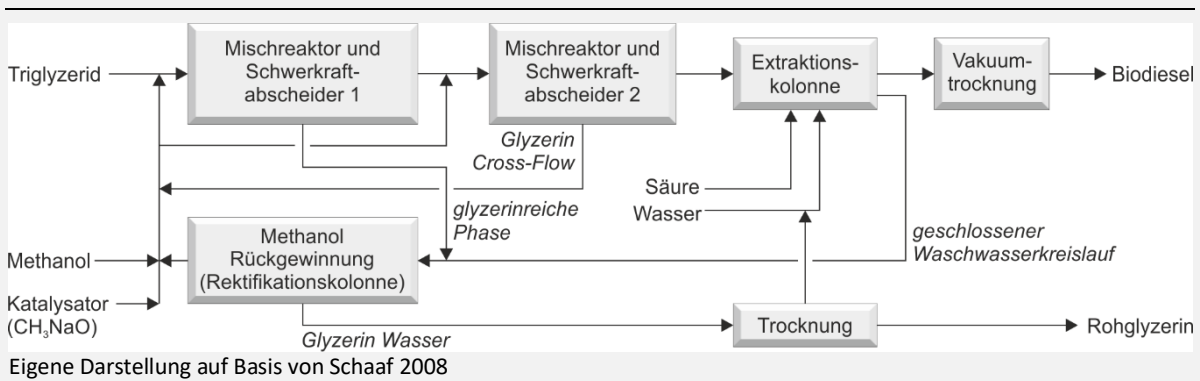 Triglyzerid
Mischreaktor und
Schwerkraft-
abscheider 1
Mischreaktor und
Schwerkraft-
abscheider 2
Extraktions-
kolonne
Vakuum-
trocknung
Biodiesel
Glyzerin
Cross-Flow
Säure
Wasser
glyzerinreiche
Phase
geschlossener
Waschwasserkreislauf
Methanol
Methanol
Rückgewinnung
(Rektifikationskolonne)
Katalysator
(CH₃NaO)
Glyzerin Wasser
Trocknung
Rohglyzerin
Eigene Darstellung auf Basis von Schaaf 2008